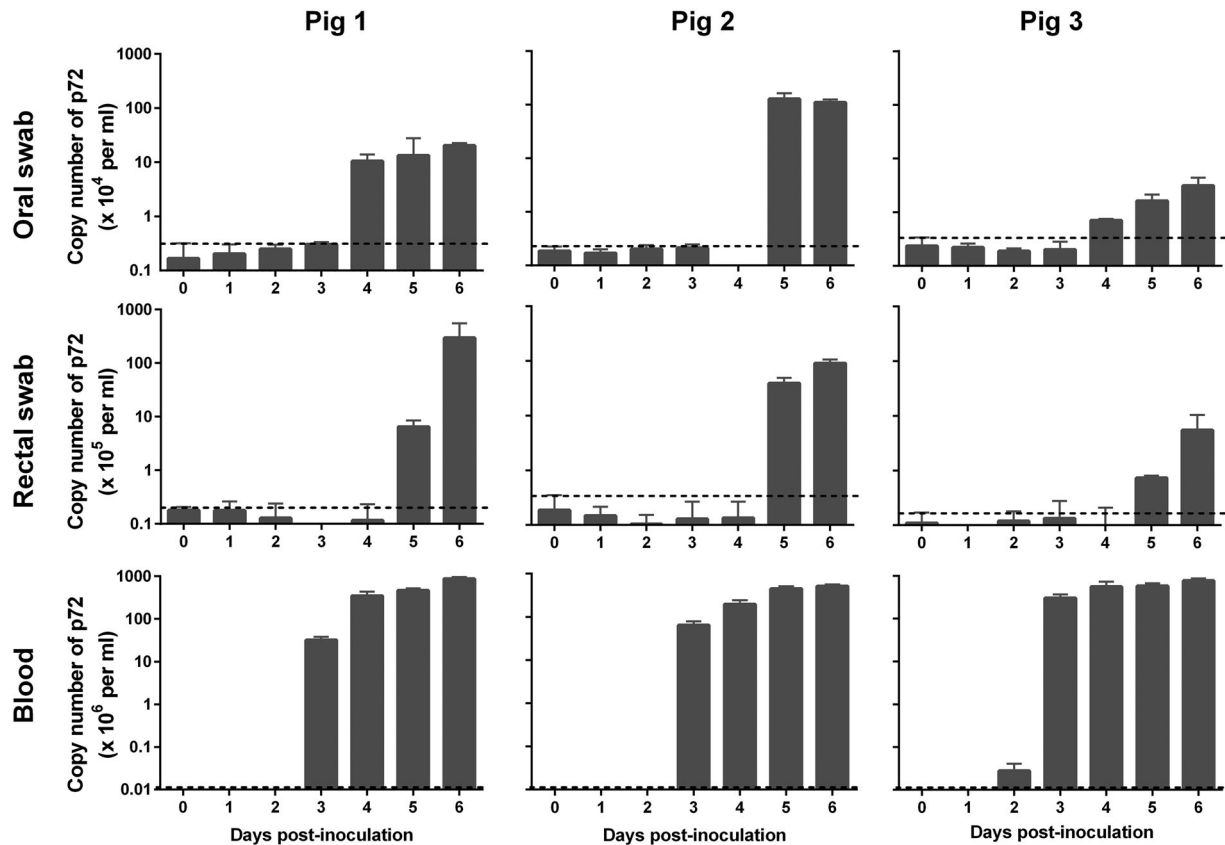 Pig 1 Pig 2 Pig 3
Oral swab
Copy number of p72
(x 10⁴ per ml)
1000
100
10
1
0.1
0 1 2 3 4 5 6
0 1 2 3 4 5 6
0 1 2 3 4 5 6
Rectal swab
Copy number of p72
(x 10⁵ per ml)
1000
100
10
1
0.1
0 1 2 3 4 5 6
0 1 2 3 4 5 6
0 1 2 3 4 5 6
Blood
Copy number of p72
(x 10⁶ per ml)
1000
100
10
1
0.1
0.01
0 1 2 3 4 5 6
0 1 2 3 4 5 6
0 1 2 3 4 5 6
Days post-inoculation Days post-inoculation Days post-inoculation